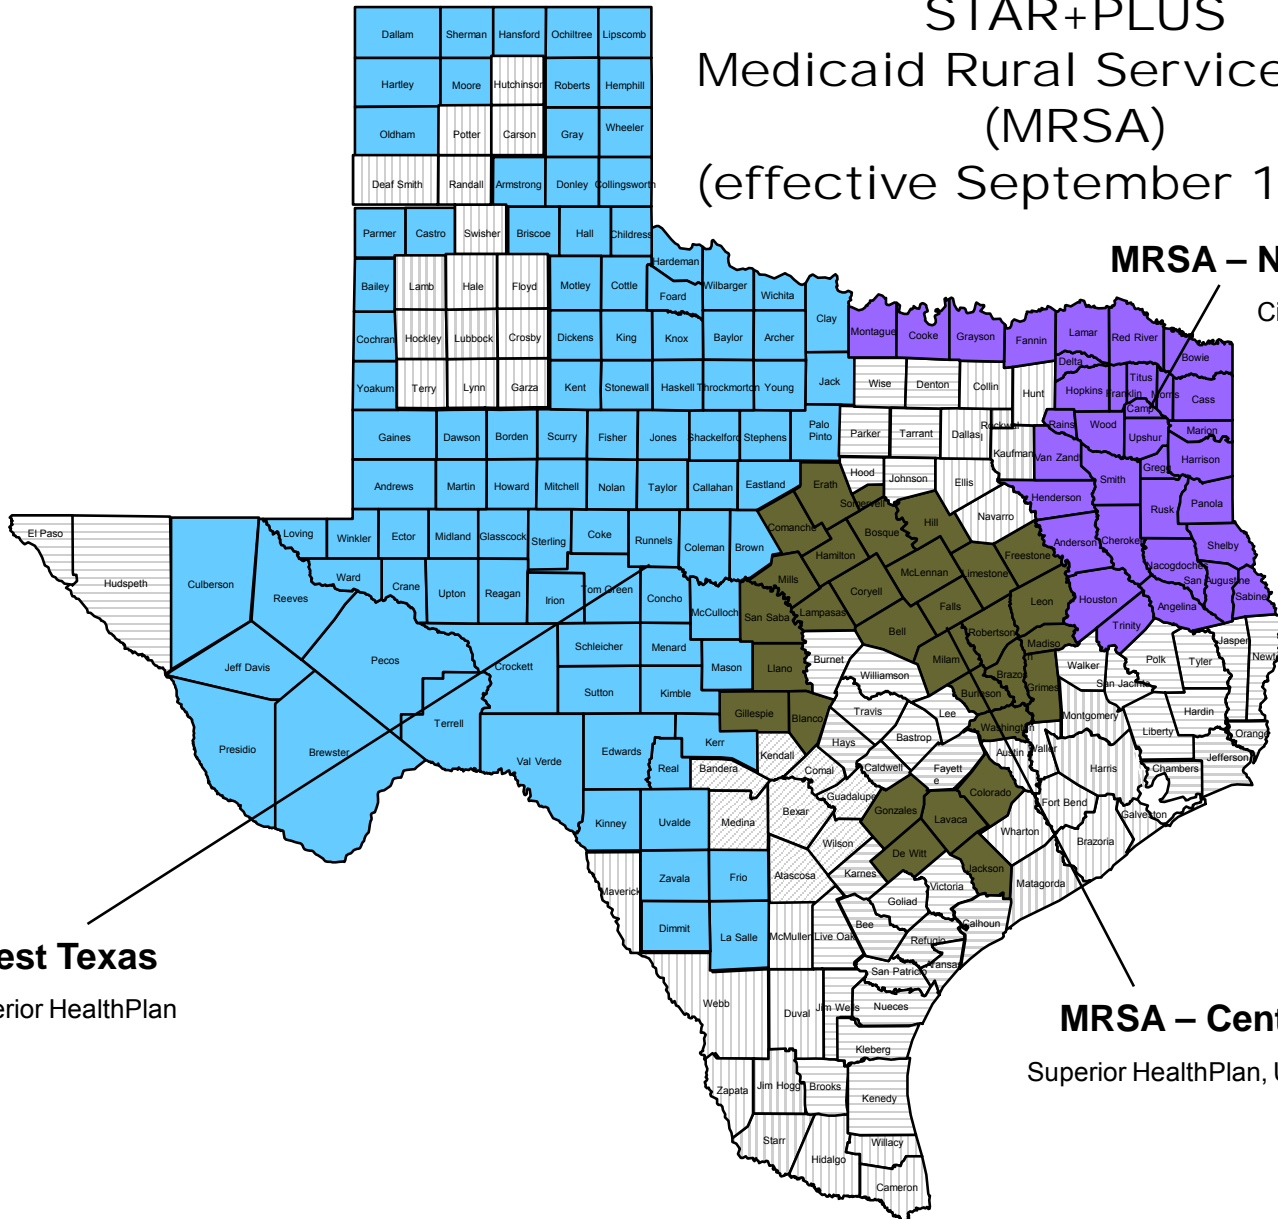 STAR+PLUS
Medicaid Rural Service
(MRSA)
(effective September 1
MRSA – N
Ci
Dallam Sherman Hansford Ochiltree Lipscomb
Hartley Moore Hutchinson Roberts Hemphill
Oldham Potter Carson Gray Wheeler
Deaf Smith Randall Armstrong Donley Collingsworth
Parmer Castro Swisher Briscoe Hall Childress
Hardeman
Bailey Lamb Hale Floyd Motley Cottle Foard Wilbarger Wichita Clay
Montague Cooke Grayson Fannin Lamar Red River Bowie
Cochran Hockley Lubbock Crosby Dickens King Knox Baylor Archer
Delta Titus Hopkins Franklin Morris Cass
Yoakum Terry Lynn Garza Kent Stonewall Haskell Throckmorton Young Jack Wise Denton Collin Hunt
Camp Rains Wood Upshur Marion
Gaines Dawson Borden Scurry Fisher Jones Shackelford Stephens Palo
Pinto
Parker Tarrant Dallas Rockwal
l
Kaufman Van Zand Gregg Harrison
Andrews Martin Howard Mitchell Nolan Taylor Callahan Eastland Erath Hood Johnson Ellis Smith
Somervell Henderson Rusk Panola
El Paso Hudspeth Culberson Loving Winkler Ector Midland Glasscock Sterling Coke Runnels Coleman Brown Comanche Bosque Hill Navarro
Hamilton Freestone Anderson Cherokee Shelby
Reeves Ward Crane Upton Reagan Irion Tom Green Concho McCulloch Mills Coryell McLennan Limestone Nacogdoche San Augustine Sabine
San Saba Lampasas Falls Leon Houston Angelina
Jeff Davis Pecos Crockett Schleicher Menard Mason Llano Bell Robertson Madiso
n
Trinity
Burnet Williamson Milam Brazos Walker Polk Tyler Jasper Newt
Sutton Kimble Burleson Grimes San Jacinto
Presidio Brewster Terrell Val Verde Edwards Kerr Gillespie Blanco Travis Lee Washington Montgomery Hardin
Real Bandera Kendall Hays Bastrop Austin Waller Liberty Orange
Comal Caldwell Fayett
e
Harris Chambers Jefferson
Kinney Uvalde Medina Bexar Guadalupe Gonzales Colorado Fort Bend Galveston
Wilson Lavaca Wharton Brazoria
Maverick Zavala Frio Atascosa Karnes De Witt Jackson Matagorda
Victoria Goliad
Dimmit La Salle McMullen Live Oak Bee Calhoun
Refugio Aransas
San Patricio
est Texas
erior HealthPlan
Webb Duval Jim Wells Nueces
Kleberg
MRSA – Cent
Superior HealthPlan, U
Zapata Jim Hogg Brooks Kenedy
Starr Hidalgo Willacy
Cameron